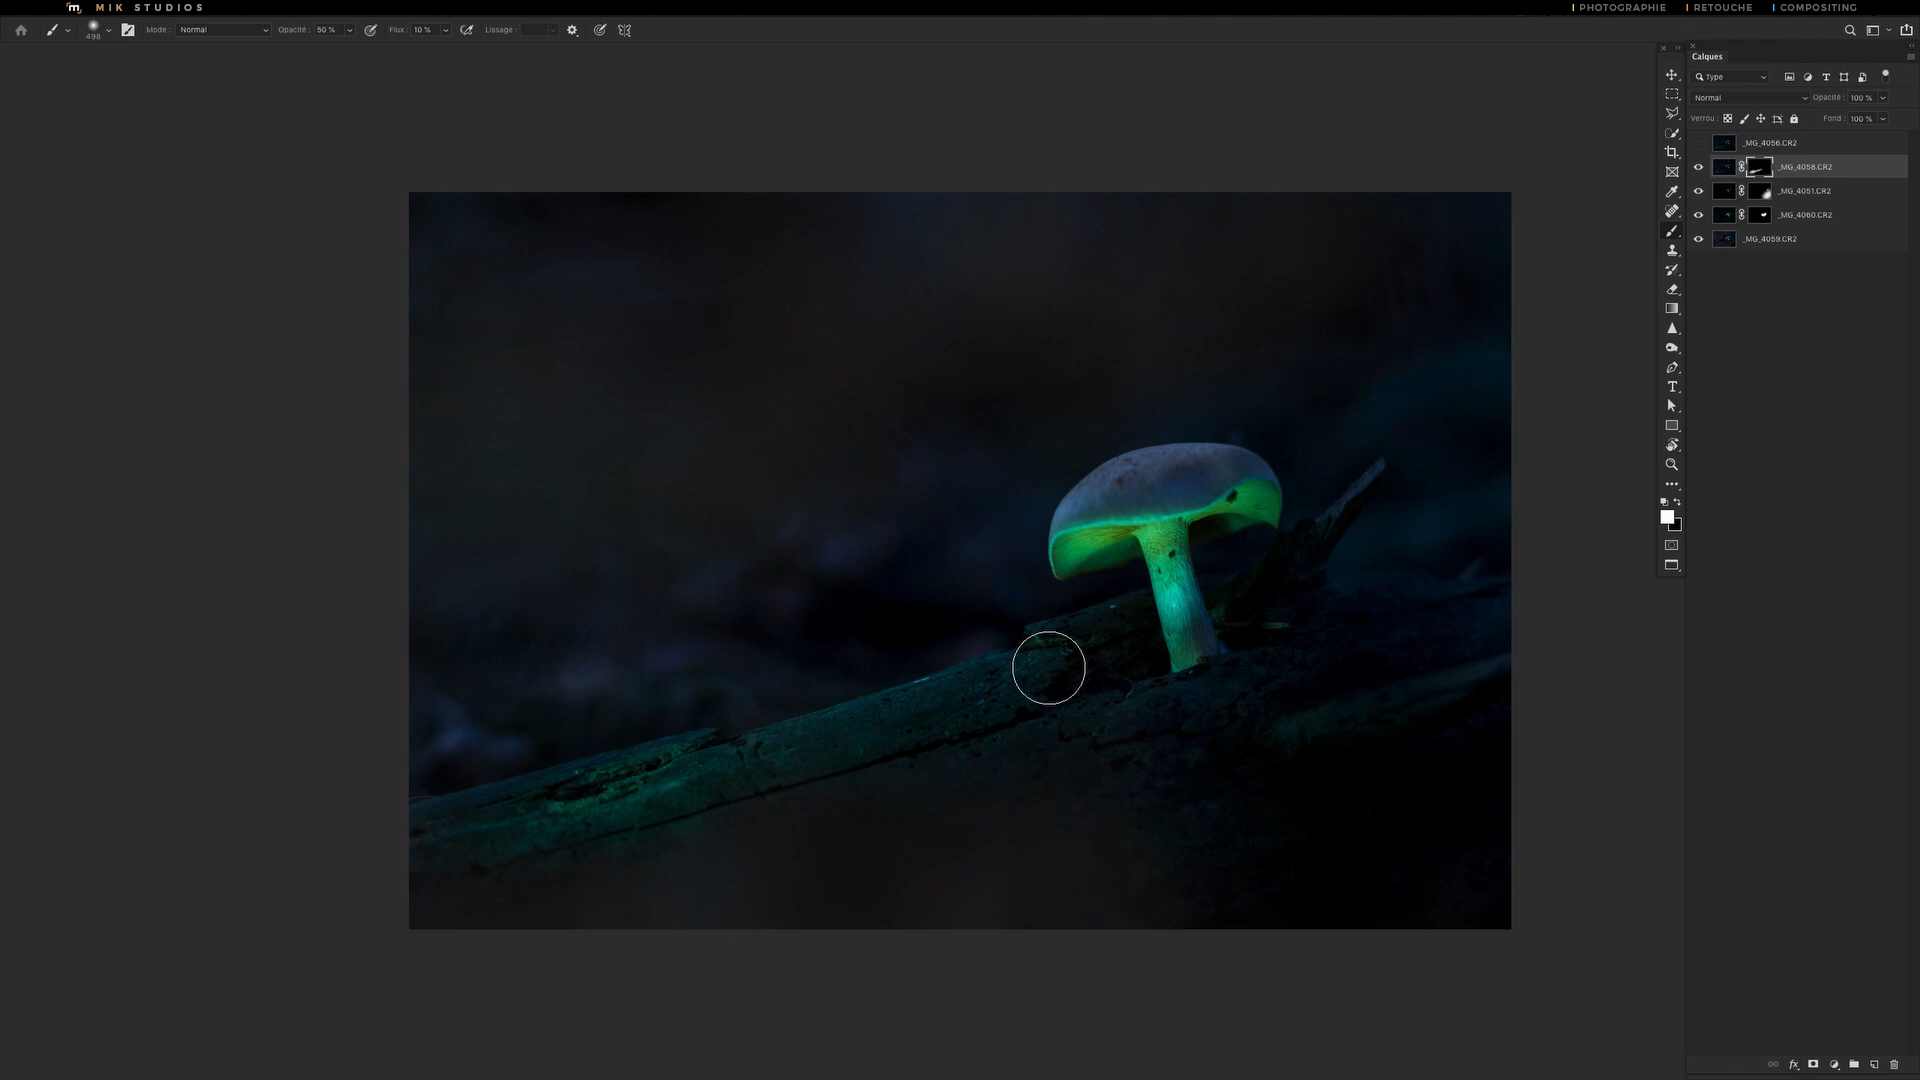 MIK STUDIOS
PHOTOGRAPHIE
RETOUCHE
COMPOSITING
498
Mode : Normal
Opacité : 50 %
Flux : 10 %
Lissage :
Calques
Type
Normal
Opacité : 100 %
Verrou :
Fond : 100 %
_MG_4056.CR2
_MG_4058.CR2
_MG_4051.CR2
_MG_4060.CR2
_MG_4059.CR2